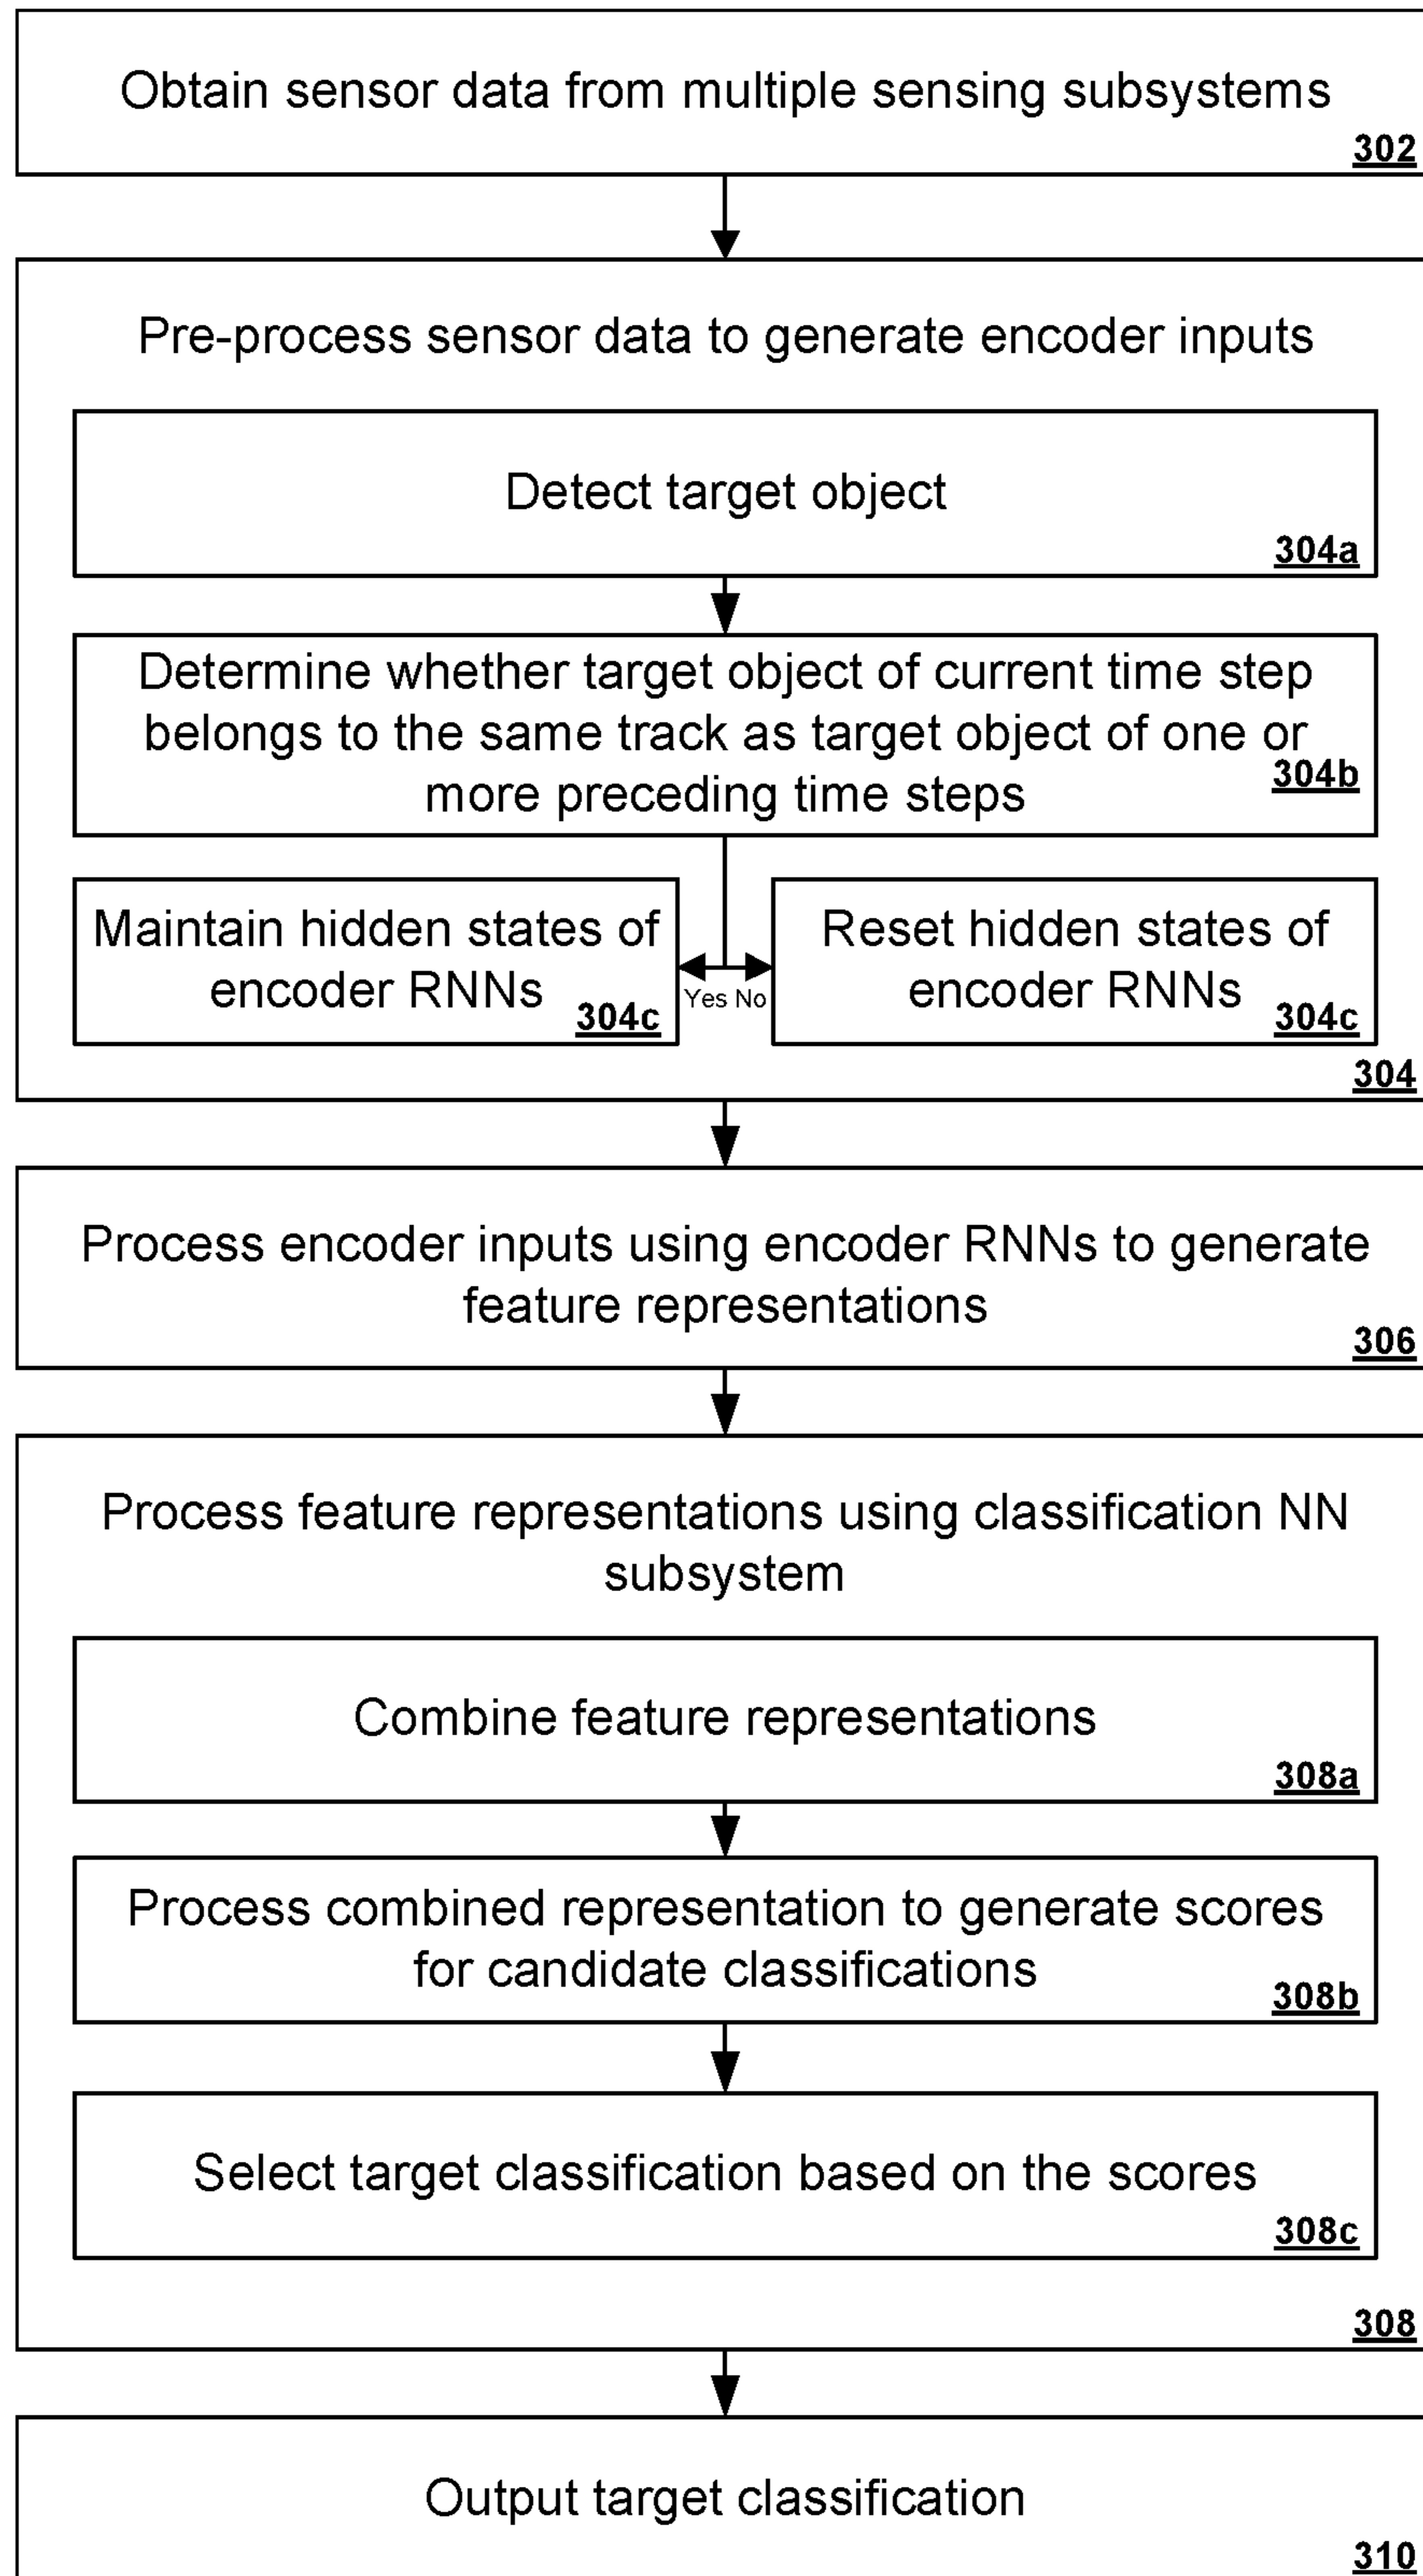 Obtain sensor data from multiple sensing subsystems
302
Pre-process sensor data to generate encoder inputs
Detect target object
304a
Determine whether target object of current time step
belongs to the same track as target object of one or
more preceding time steps
304b
Maintain hidden states of
encoder RNNs
304c
Yes No
Reset hidden states of
encoder RNNs
304c
304
Process encoder inputs using encoder RNNs to generate
feature representations
306
Process feature representations using classification NN
subsystem
Combine feature representations
308a
Process combined representation to generate scores
for candidate classifications
308b
Select target classification based on the scores
308c
308
Output target classification
310